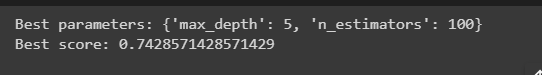 Best parameters: {'max_depth': 5, 'n_estimators': 100}
Best score: 0.7428571428571429